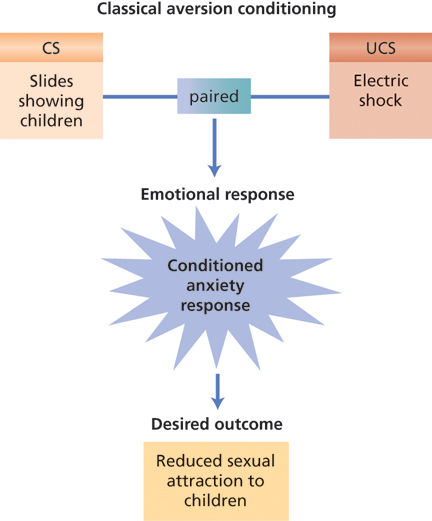 Classical aversion conditioning
CS
UCS
Slides
showing
children
paired
Electric
shock
Emotional response
Conditioned
anxiety
response
Desired outcome
Reduced sexual
attraction to
children